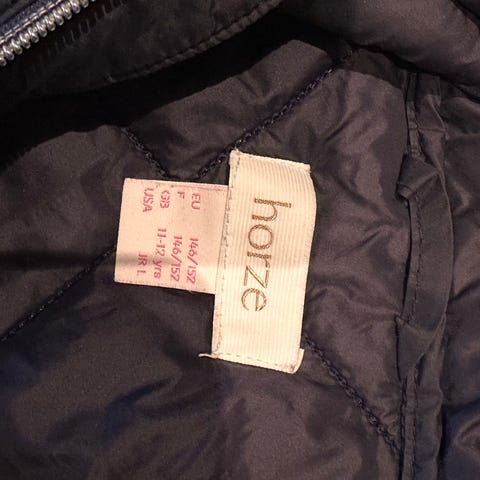 horze
EU 146/152
F 146/152
GB 11-12 yrs
USA JR L